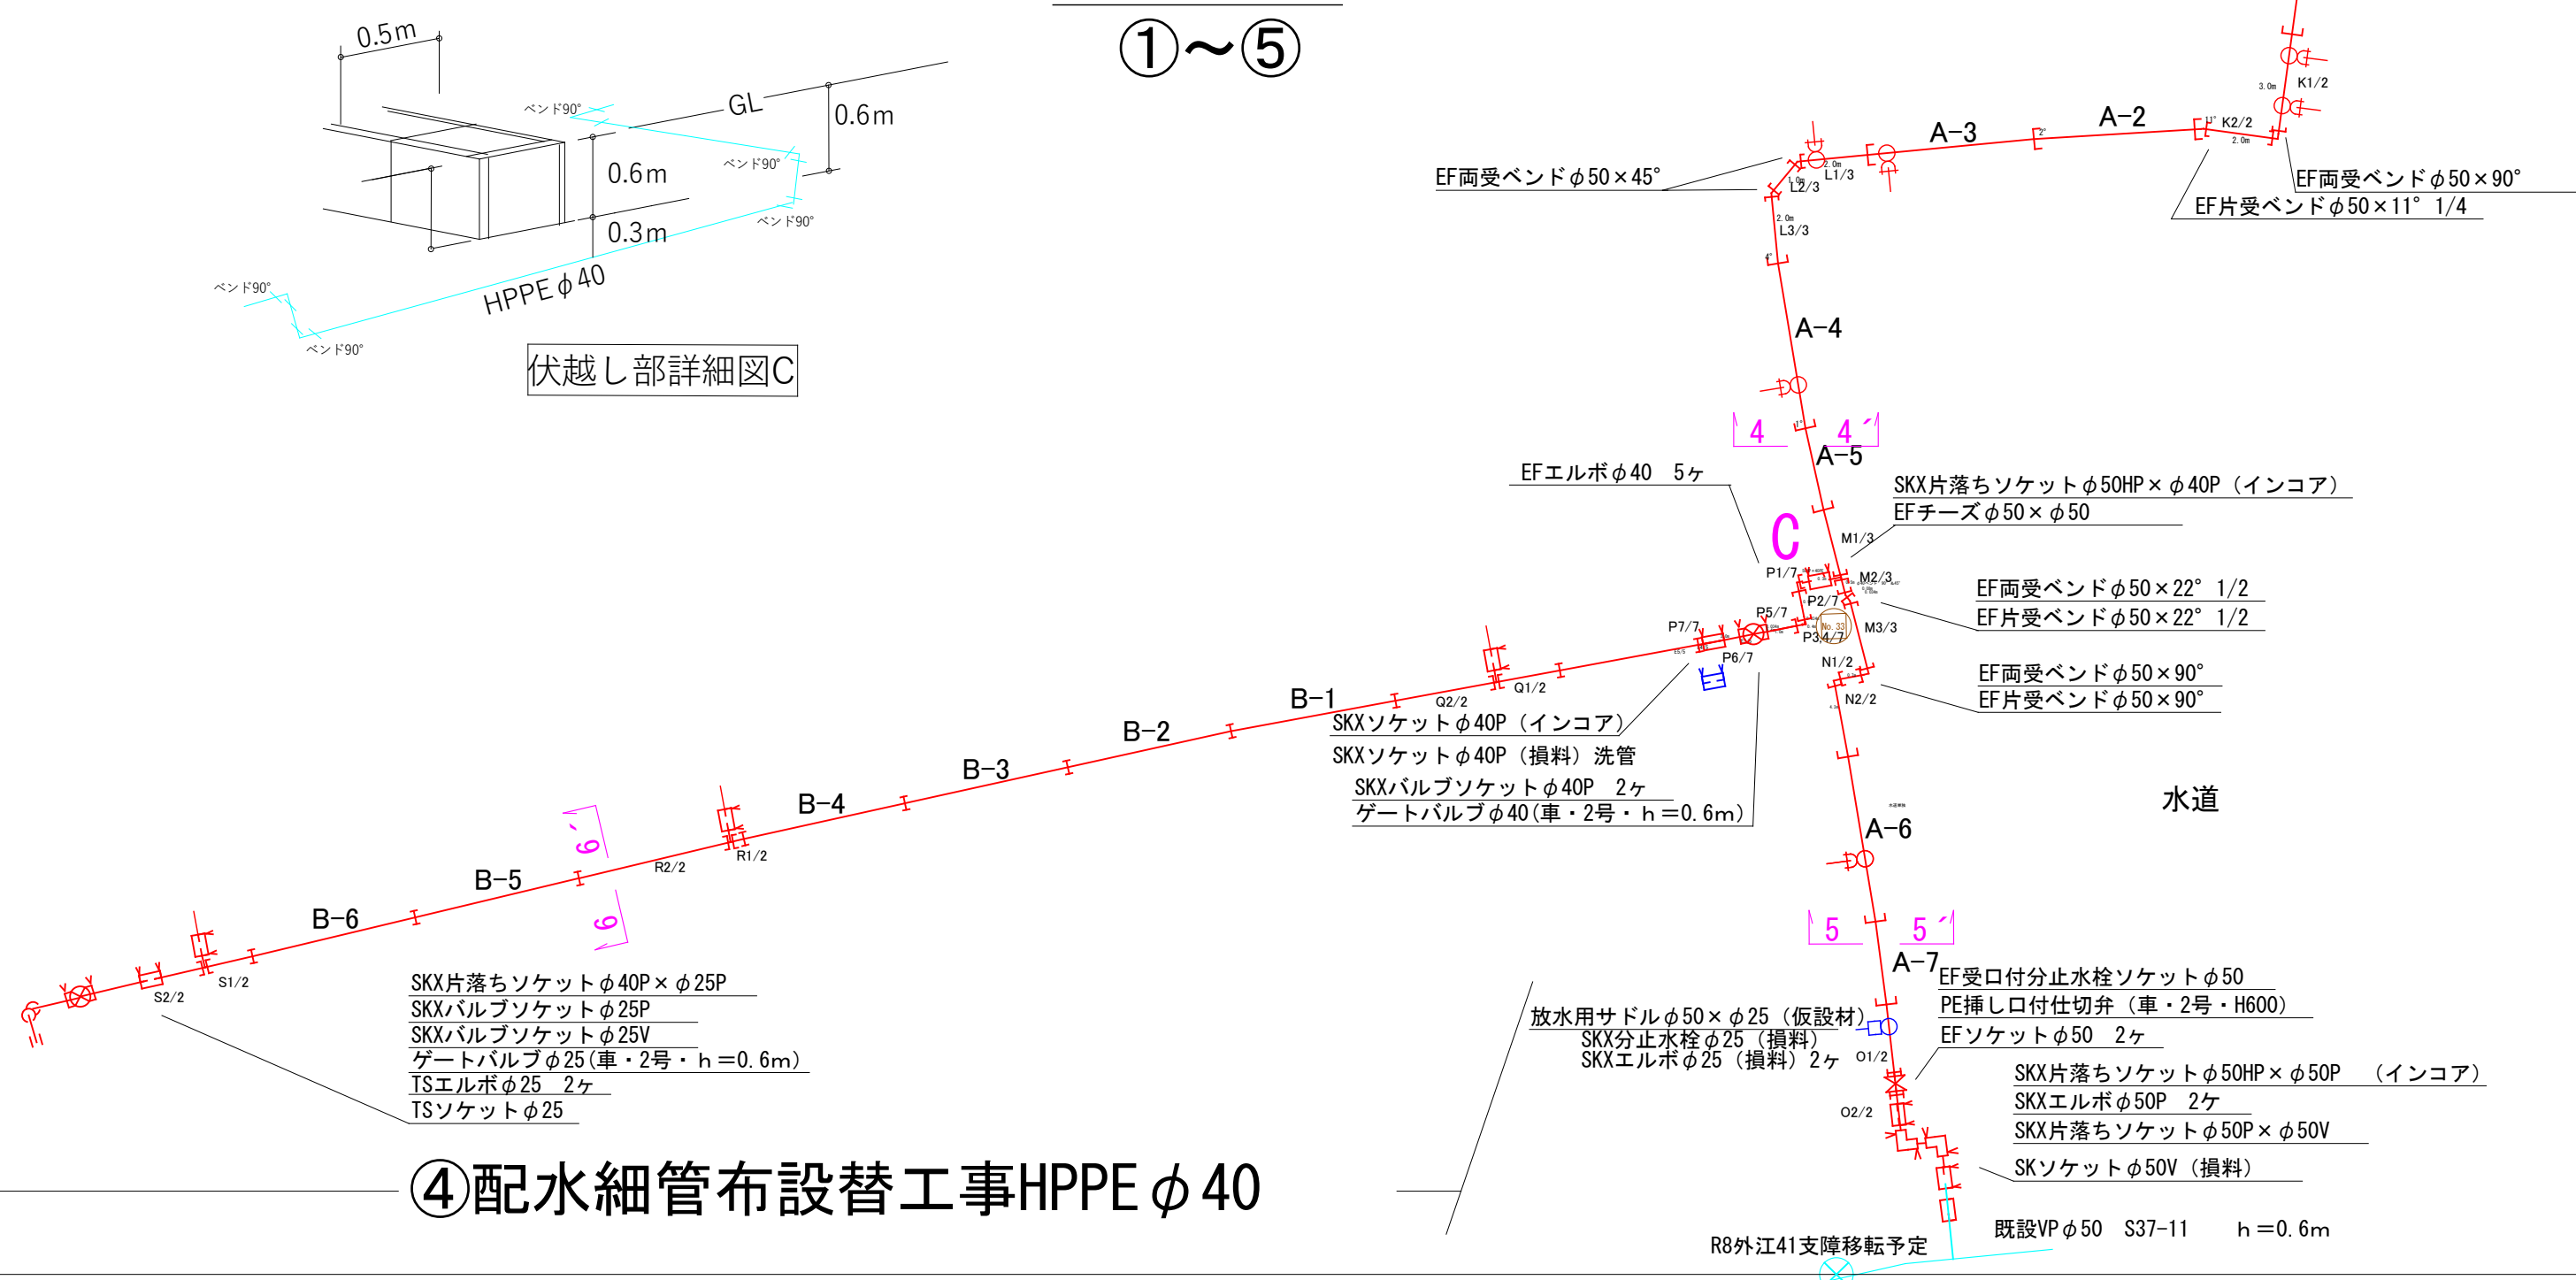 ①～⑤
0.5m
ベンド90°
GL
0.6m
0.6m
ベンド90°
ベンド90°
0.3m
HPPEφ40
ベンド90°
ベンド90°
伏越し部詳細図C
3.0m
K1/2
A-2
A-3
2°
11°
K2/2
2.0m
EF両受ベンドφ50×45°
2.0m
L1/3
1.0m
L2/3
EF両受ベンドφ50×90°
EF片受ベンドφ50×11° 1/4
2.0m
L3/3
4°
A-4
4
4´
1°
A-5
EFエルボφ40 5ヶ
SKX片落ちソケットφ50HP×φ40P（インコア）
EFチーズφ50×φ50
C
M1/3
P1/7
M2/3
P2/7
EF両受ベンドφ50×22° 1/2
EF片受ベンドφ50×22° 1/2
P7/7
P5/7
No.33
M3/3
P3,4/7
P6/7
N1/2
EF両受ベンドφ50×90°
EF片受ベンドφ50×90°
N2/2
B-1
Q2/2
Q1/2
B-2
SKXソケットφ40P（インコア）
SKXソケットφ40P（損料）洗管
SKXバルブソケットφ40P 2ヶ
ゲートバルブφ40(車・2号・ｈ＝0.6m)
B-3
B-4
水道
A-6
6´
R1/2
R2/2
B-5
6
B-6
5
5´
A-7
S1/2
S2/2
SKX片落ちソケットφ40P×φ25P
SKXバルブソケットφ25P
SKXバルブソケットφ25V
ゲートバルブφ25(車・2号・ｈ＝0.6m)
TSエルボφ25 2ヶ
TSソケットφ25
EF受口付分止水栓ソケットφ50
PE挿し口付仕切弁（車・2号・H600）
EFソケットφ50 2ヶ
放水用サドルφ50×φ25（仮設材）
SKX分止水栓φ25（損料）
SKXエルボφ25（損料）2ヶ
O1/2
SKX片落ちソケットφ50HP×φ50P （インコア）
SKXエルボφ50P 2ケ
SKX片落ちソケットφ50P×φ50V
SKソケットφ50V（損料）
O2/2
④配水細管布設替工事HPPEφ40
既設VPφ50 S37-11 ｈ＝0.6m
R8外江41支障移転予定